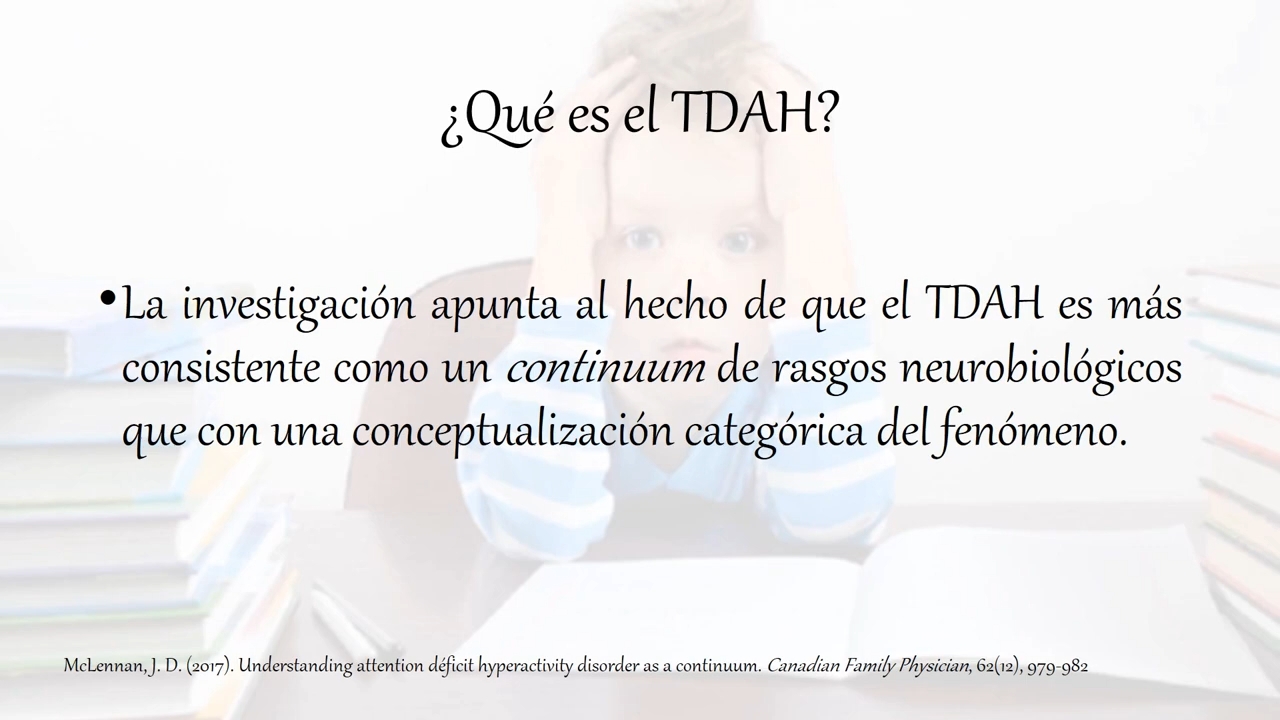 ¿Qué es el TDAH?
•La investigación apunta al hecho de que el TDAH es más
consistente como un continuum de rasgos neurobiológicos
que con una conceptualización categórica del fenómeno.
McLennan, J. D. (2017). Understanding attention déficit hyperactivity disorder as a continuum. Canadian Family Physician, 62(12), 979-982